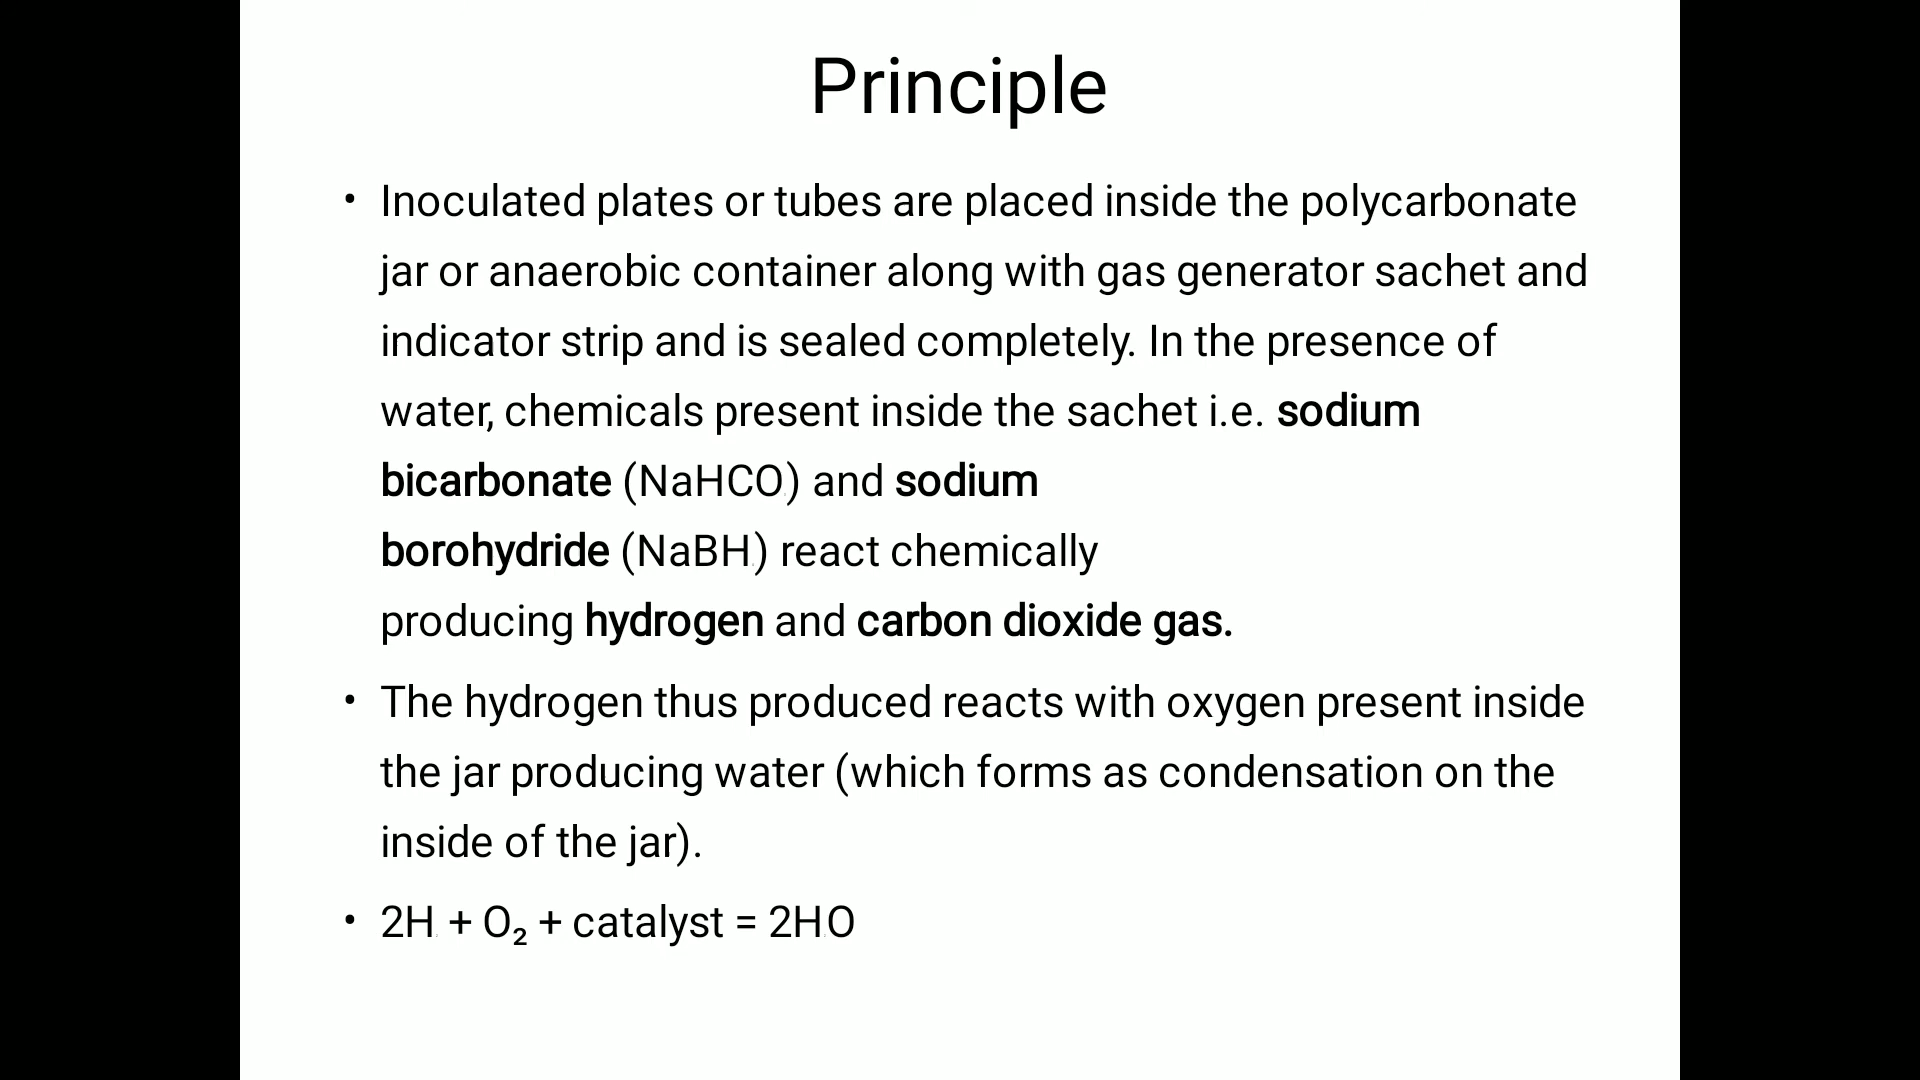 Principle
• Inoculated plates or tubes are placed inside the polycarbonate
jar or anaerobic container along with gas generator sachet and
indicator strip and is sealed completely. In the presence of
water, chemicals present inside the sachet i.e. sodium
bicarbonate (NaHCO) and sodium
borohydride (NaBH) react chemically
producing hydrogen and carbon dioxide gas.
• The hydrogen thus produced reacts with oxygen present inside
the jar producing water (which forms as condensation on the
inside of the jar).
• 2H + O₂ + catalyst = 2HO